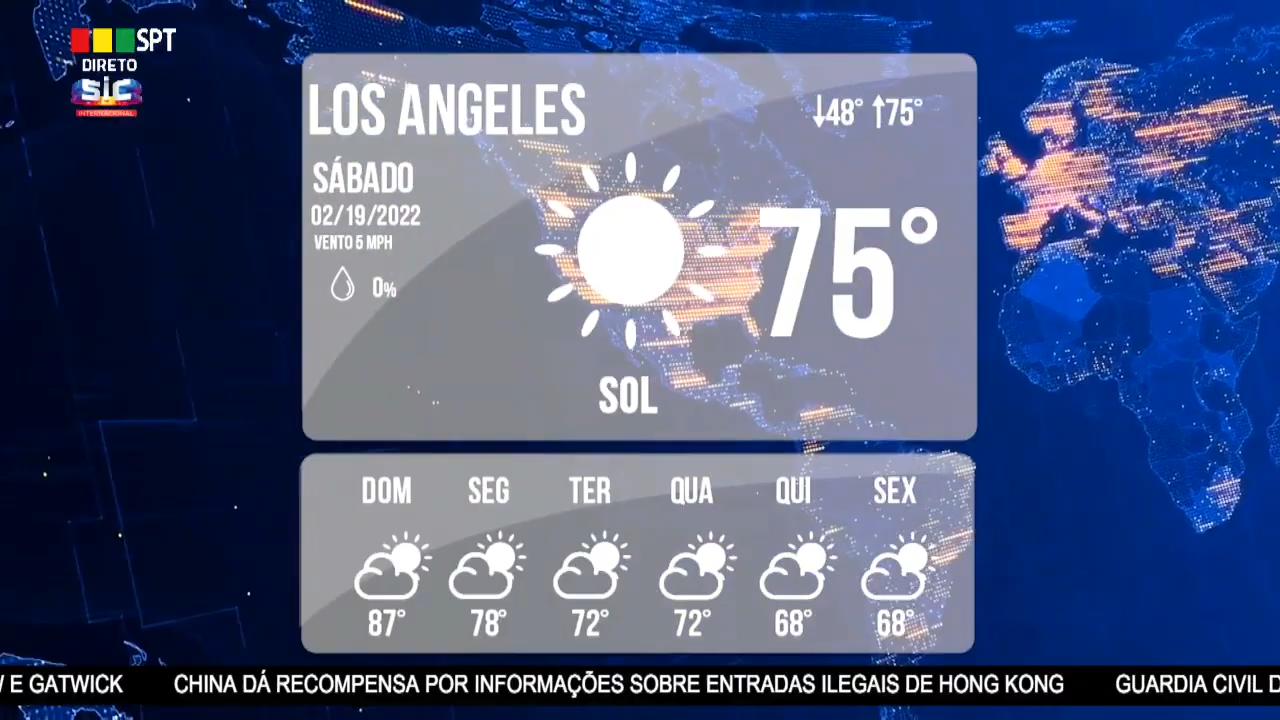 SPT
DIRETO
SIC
INTERNACIONAL
LOS ANGELES
↓48° ↑75°
SÁBADO
02/19/2022
VENTO 5 MPH
0%
75°
SOL
DOM SEG TER QUA QUI SEX
87° 78° 72° 72° 68° 68°
E GATWICK CHINA DÁ RECOMPENSA POR INFORMAÇÕES SOBRE ENTRADAS ILEGAIS DE HONG KONG GUARDIA CIVIL D